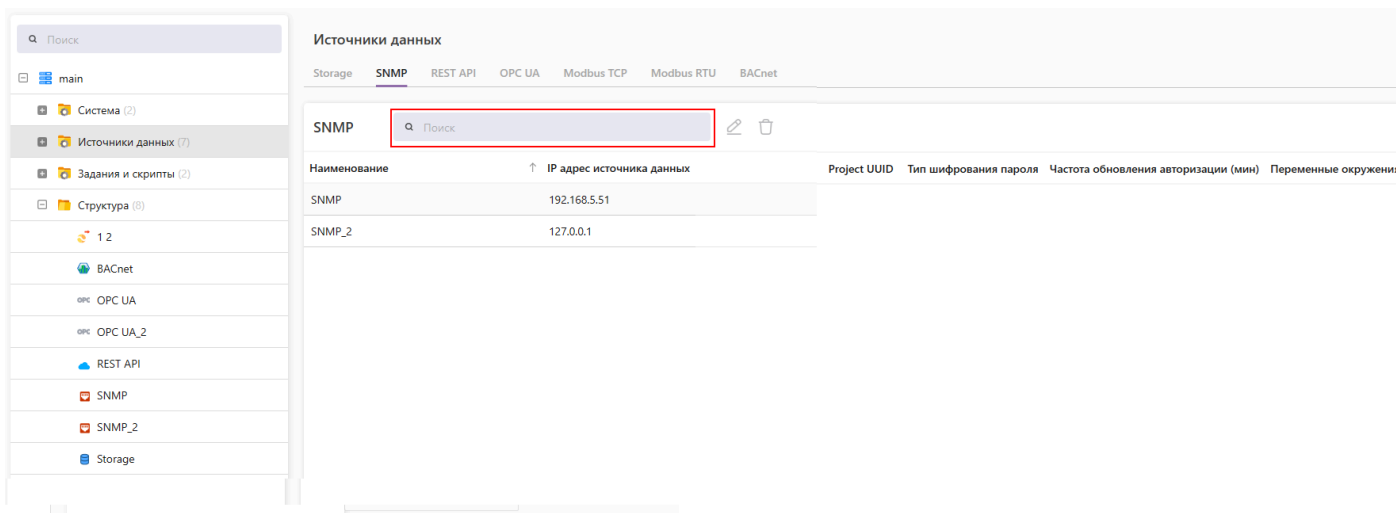 Поиск
main
Система (2)
Источники данных (7)
Задания и скрипты (2)
Структура (8)
1 2
BACnet
OPC OPC UA
OPC OPC UA_2
REST API
SNMP
SNMP_2
Storage
Источники данных
Storage SNMP REST API OPC UA Modbus TCP Modbus RTU BACnet
SNMP Поиск
Наименование ↑ IP адрес источника данных Project UUID Тип шифрования пароля Частота обновления авторизации (мин) Переменные окружения
SNMP 192.168.5.51
SNMP_2 127.0.0.1